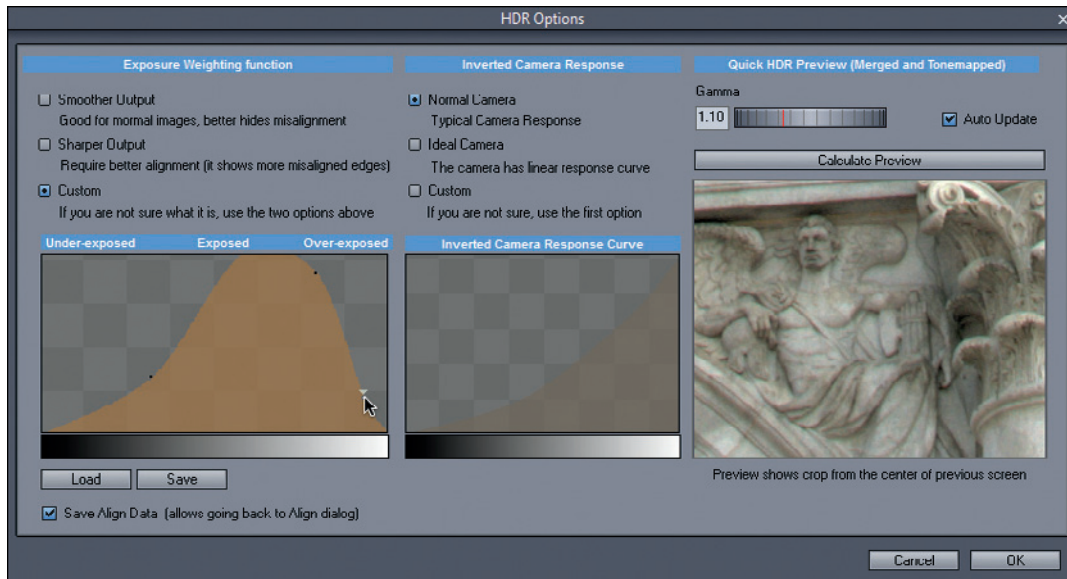 HDR Options
Exposure Weighting function
Smoother Output
Good for normal images, better hides misalignment
Sharper Output
Require better alignment (it shows more misaligned edges)
Custom
If you are not sure what it is, use the two options above
Under-exposed Exposed Over-exposed
Load Save
Save Align Data (allows going back to Align dialog)
Inverted Camera Response
Normal Camera
Typical Camera Response
Ideal Camera
The camera has linear response curve
Custom
If you are not sure, use the first option
Inverted Camera Response Curve
Quick HDR Preview (Merged and Tonemapped)
Gamma
1.10 Auto Update
Calculate Preview
Preview shows crop from the center of previous screen
Cancel OK